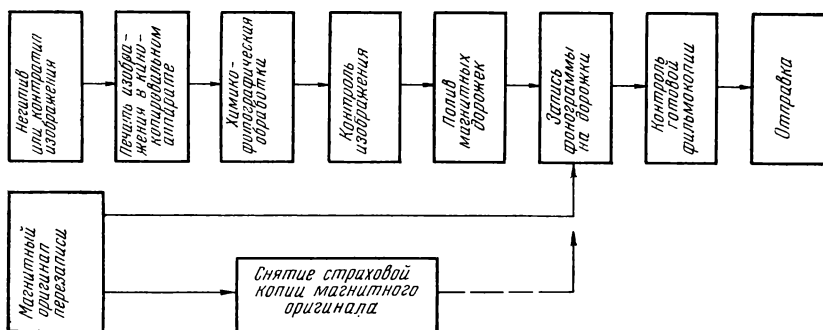 Негатив
или контратип
изображения
Печать изобра-
жения в кино-
копировальном
аппарате
Химико-
фотографическая
обработка
Контроль
изображения
Полив
магнитных
дорожек
Запись
фонограммы
на дорожки
Контроль
готовой
фильмокопии
Отправка
Магнитный
оригинал
перезаписи
Снятие страховой
копии магнитного
оригинала